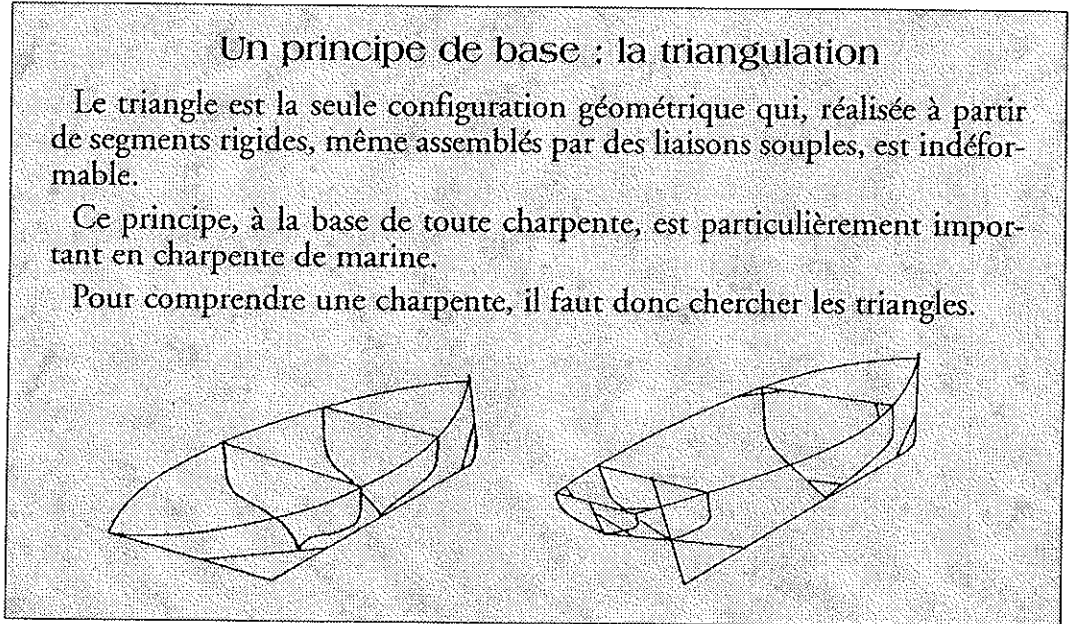 Un principe de base : la triangulation
Le triangle est la seule configuration géométrique qui, réalisée à partir
de segments rigides, même assemblés par des liaisons souples, est indéfor-
mable.
Ce principe, à la base de toute charpente, est particulièrement impor-
tant en charpente de marine.
Pour comprendre une charpente, il faut donc chercher les triangles.